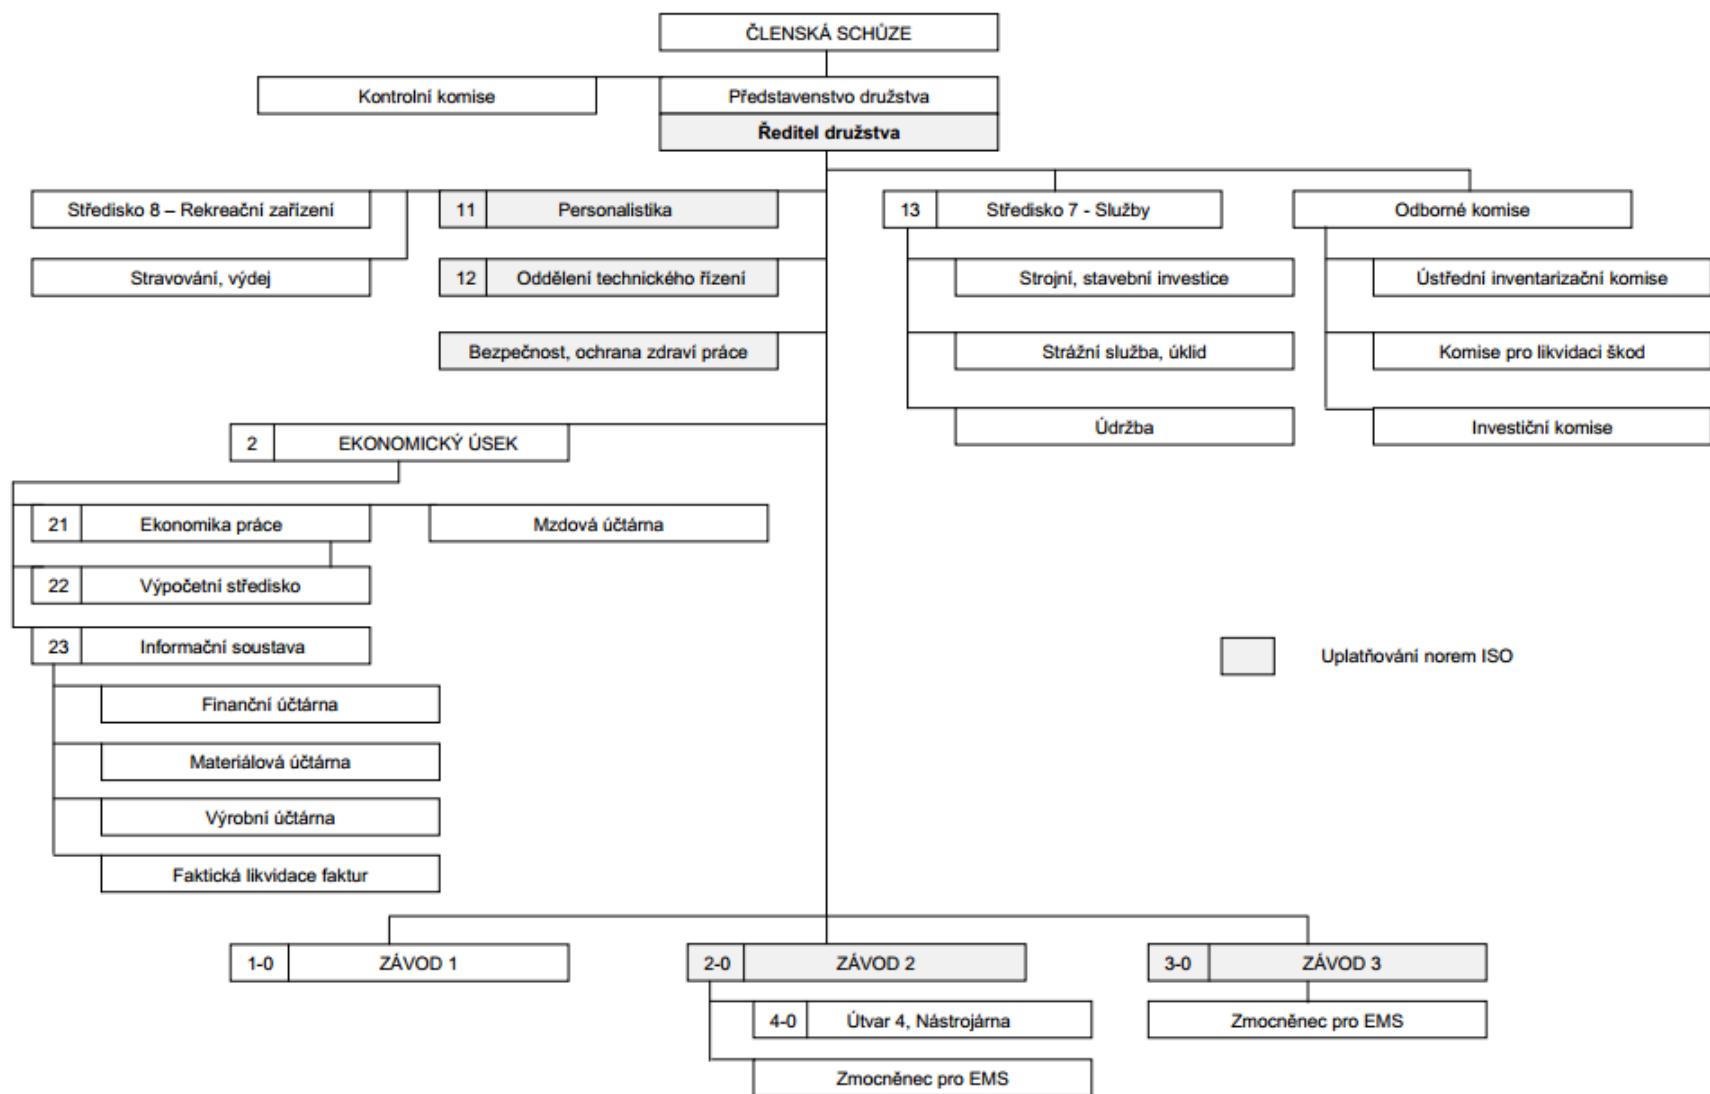 ČLENSKÁ SCHŮZE
Kontrolní komise
Představenstvo družstva
Ředitel družstva
Středisko 8 – Rekreační zařízení
11 Personalistika
13 Středisko 7 - Služby
Odborné komise
Stravování, výdej
12 Oddělení technického řízení
Strojní, stavební investice
Ústřední inventarizační komise
Bezpečnost, ochrana zdraví práce
Strážní služba, úklid
Komise pro likvidaci škod
Údržba
Investiční komise
2 EKONOMICKÝ ÚSEK
21 Ekonomika práce
Mzdová účtárna
22 Výpočetní středisko
23 Informační soustava
Uplatňování norem ISO
Finanční účtárna
Materiálová účtárna
Výrobní účtárna
Faktická likvidace faktur
1-0 ZÁVOD 1
2-0 ZÁVOD 2
3-0 ZÁVOD 3
4-0 Útvar 4, Nástrojárna
Zmocněnec pro EMS
Zmocněnec pro EMS